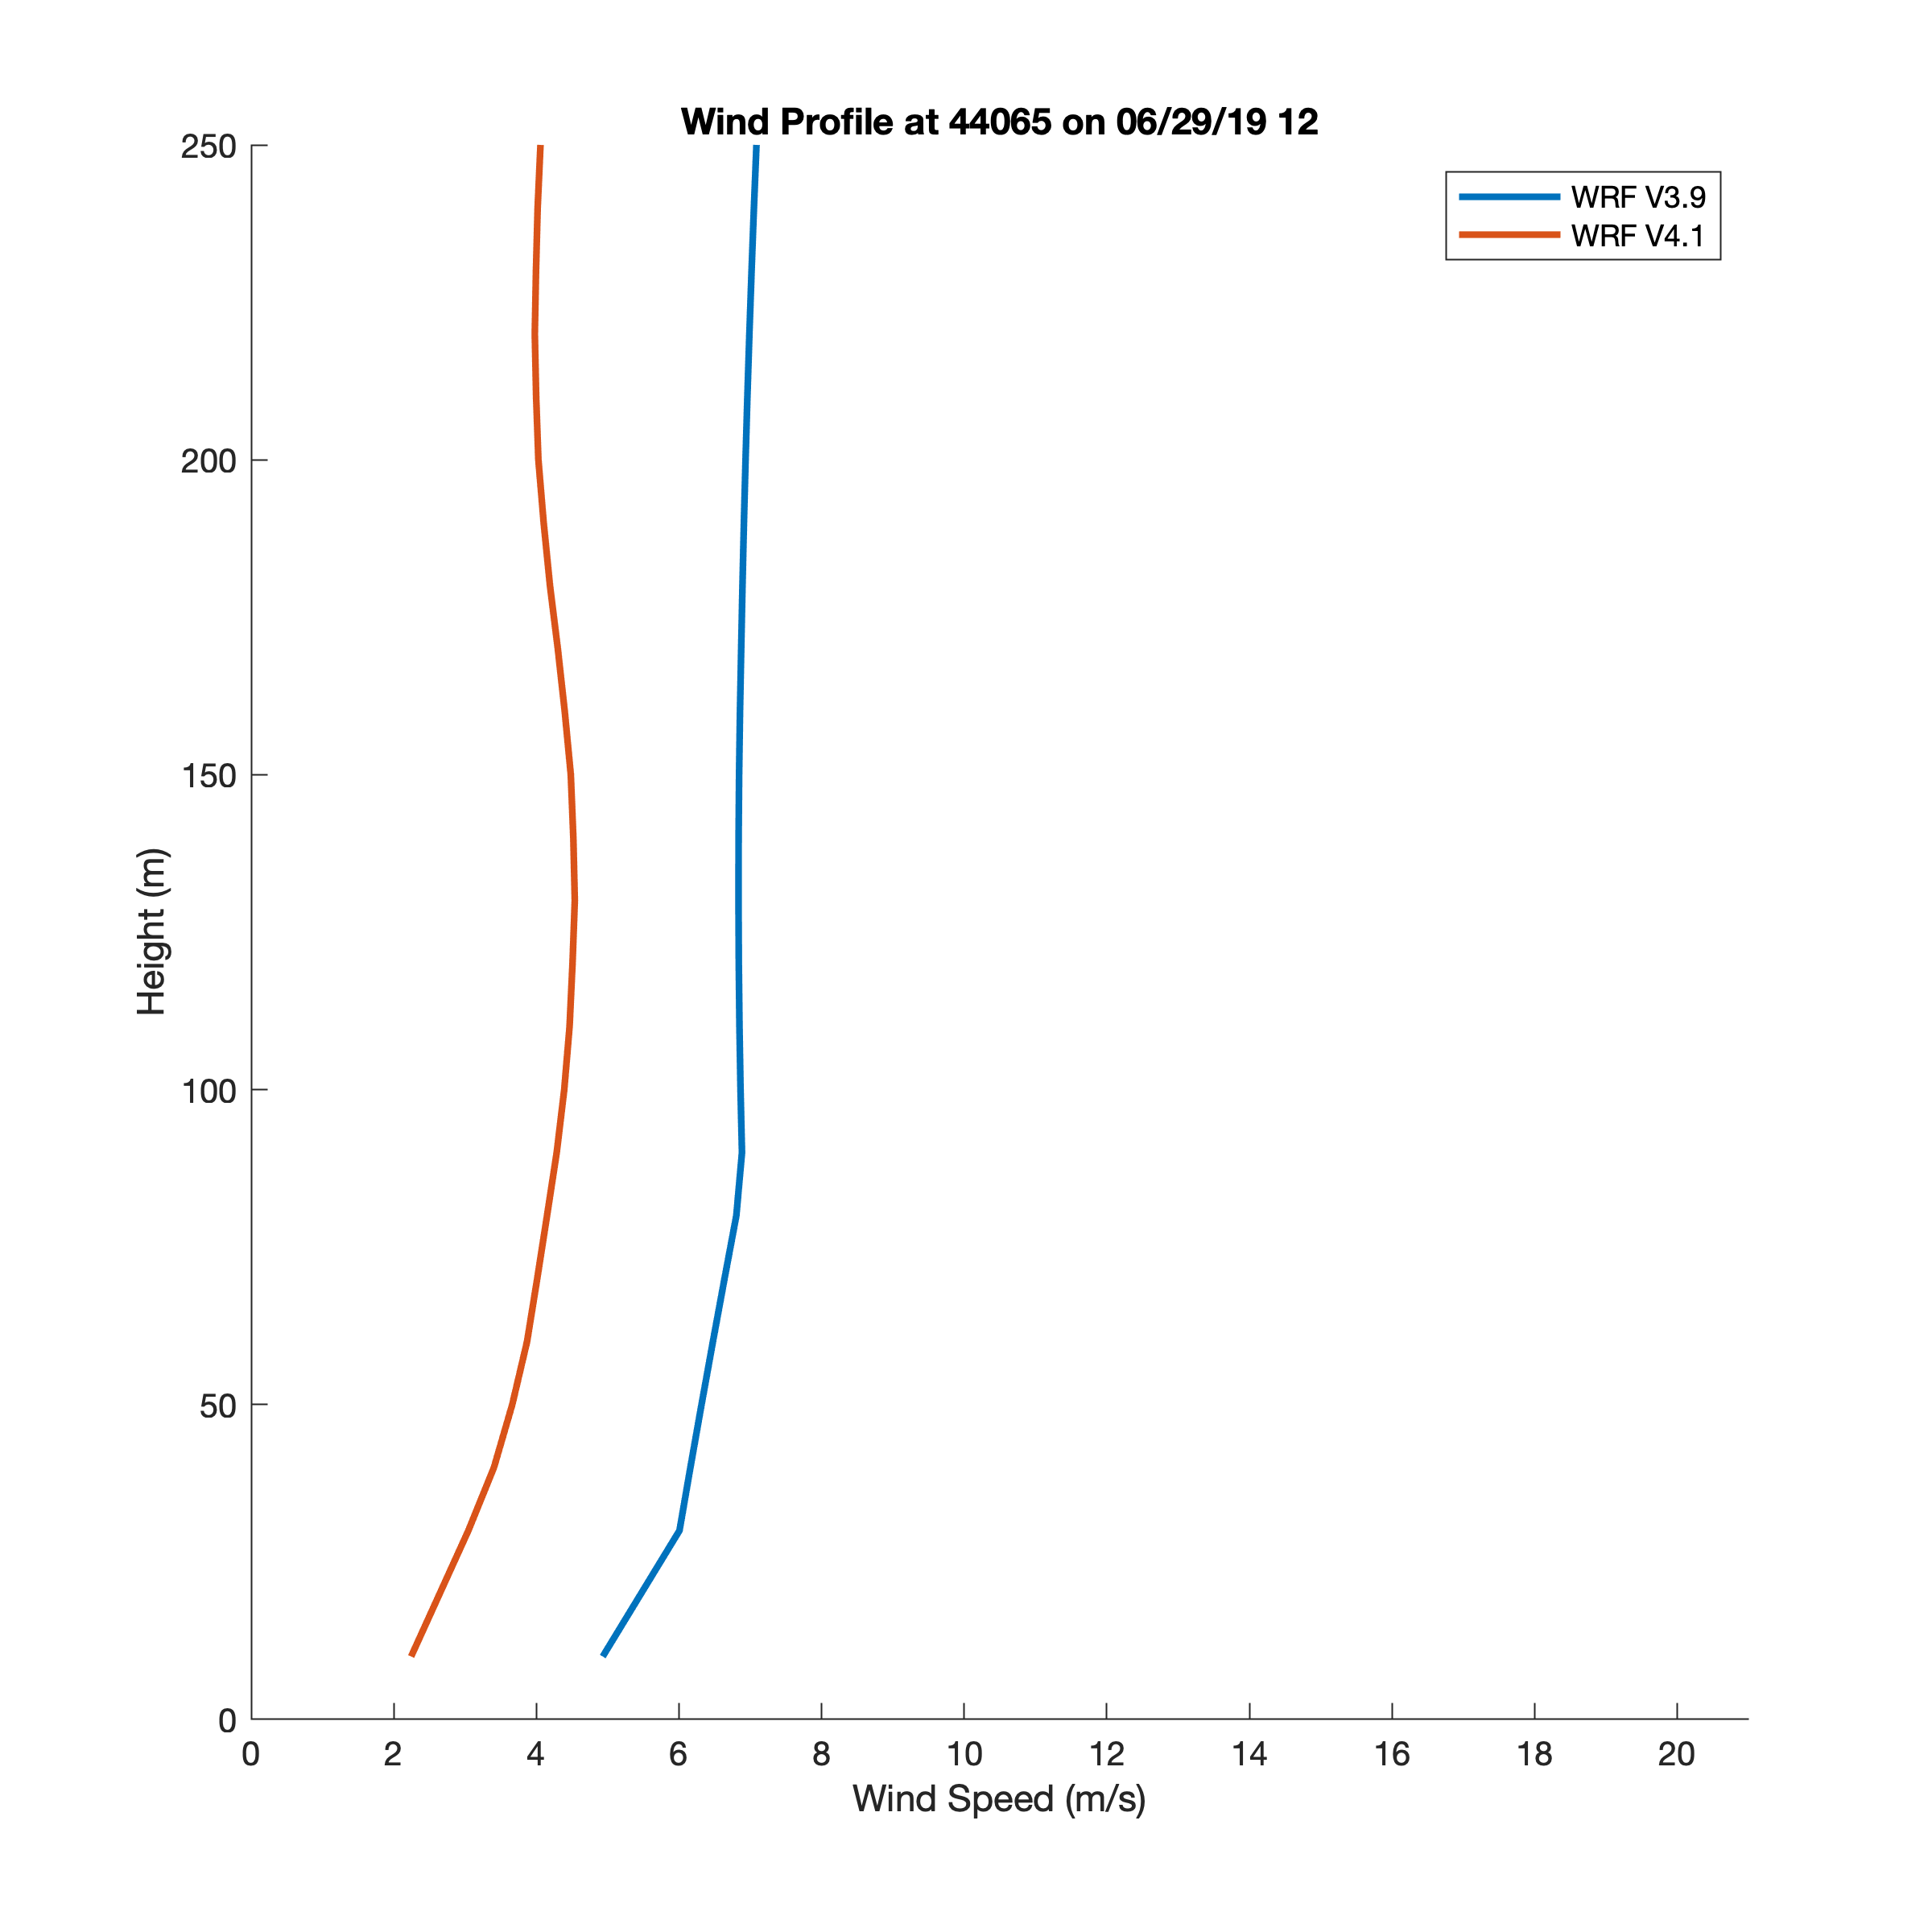 Wind Profile at 44065 on 06/29/19 12
WRF V3.9
WRF V4.1
250
200
150
100
50
0
Height (m)
0 2 4 6 8 10 12 14 16 18 20
Wind Speed (m/s)